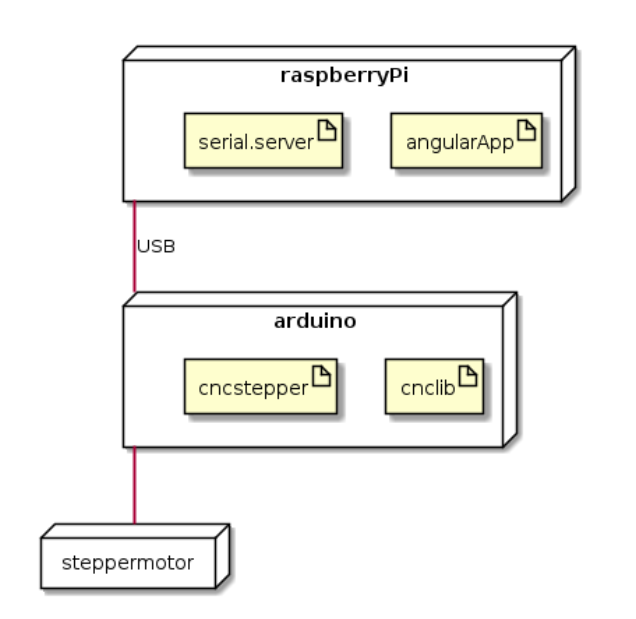 raspberryPi
serial.server
angularApp
USB
arduino
cncstepper
cnclib
steppermotor